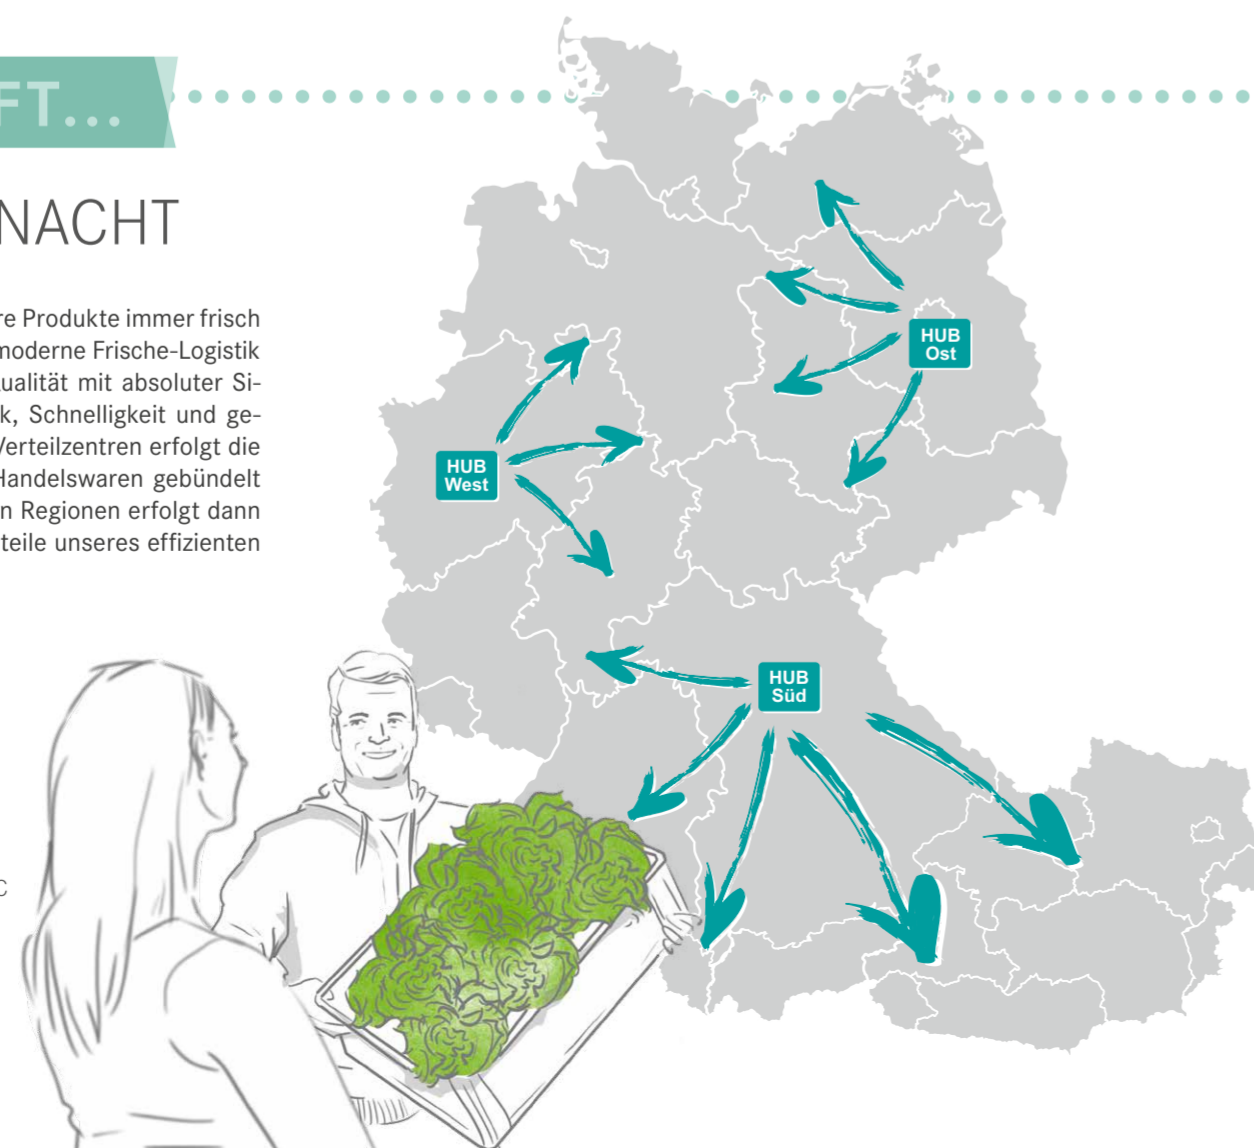 FT...
NACHT
re Produkte immer frisch
moderne Frische-Logistik
ualität mit absoluter Si-
k, Schnelligkeit und ge-
Verteilzentren erfolgt die
Handelswaren gebündelt
n Regionen erfolgt dann
teile unseres effizienten
HUB
Ost
HUB
West
HUB
Süd
C